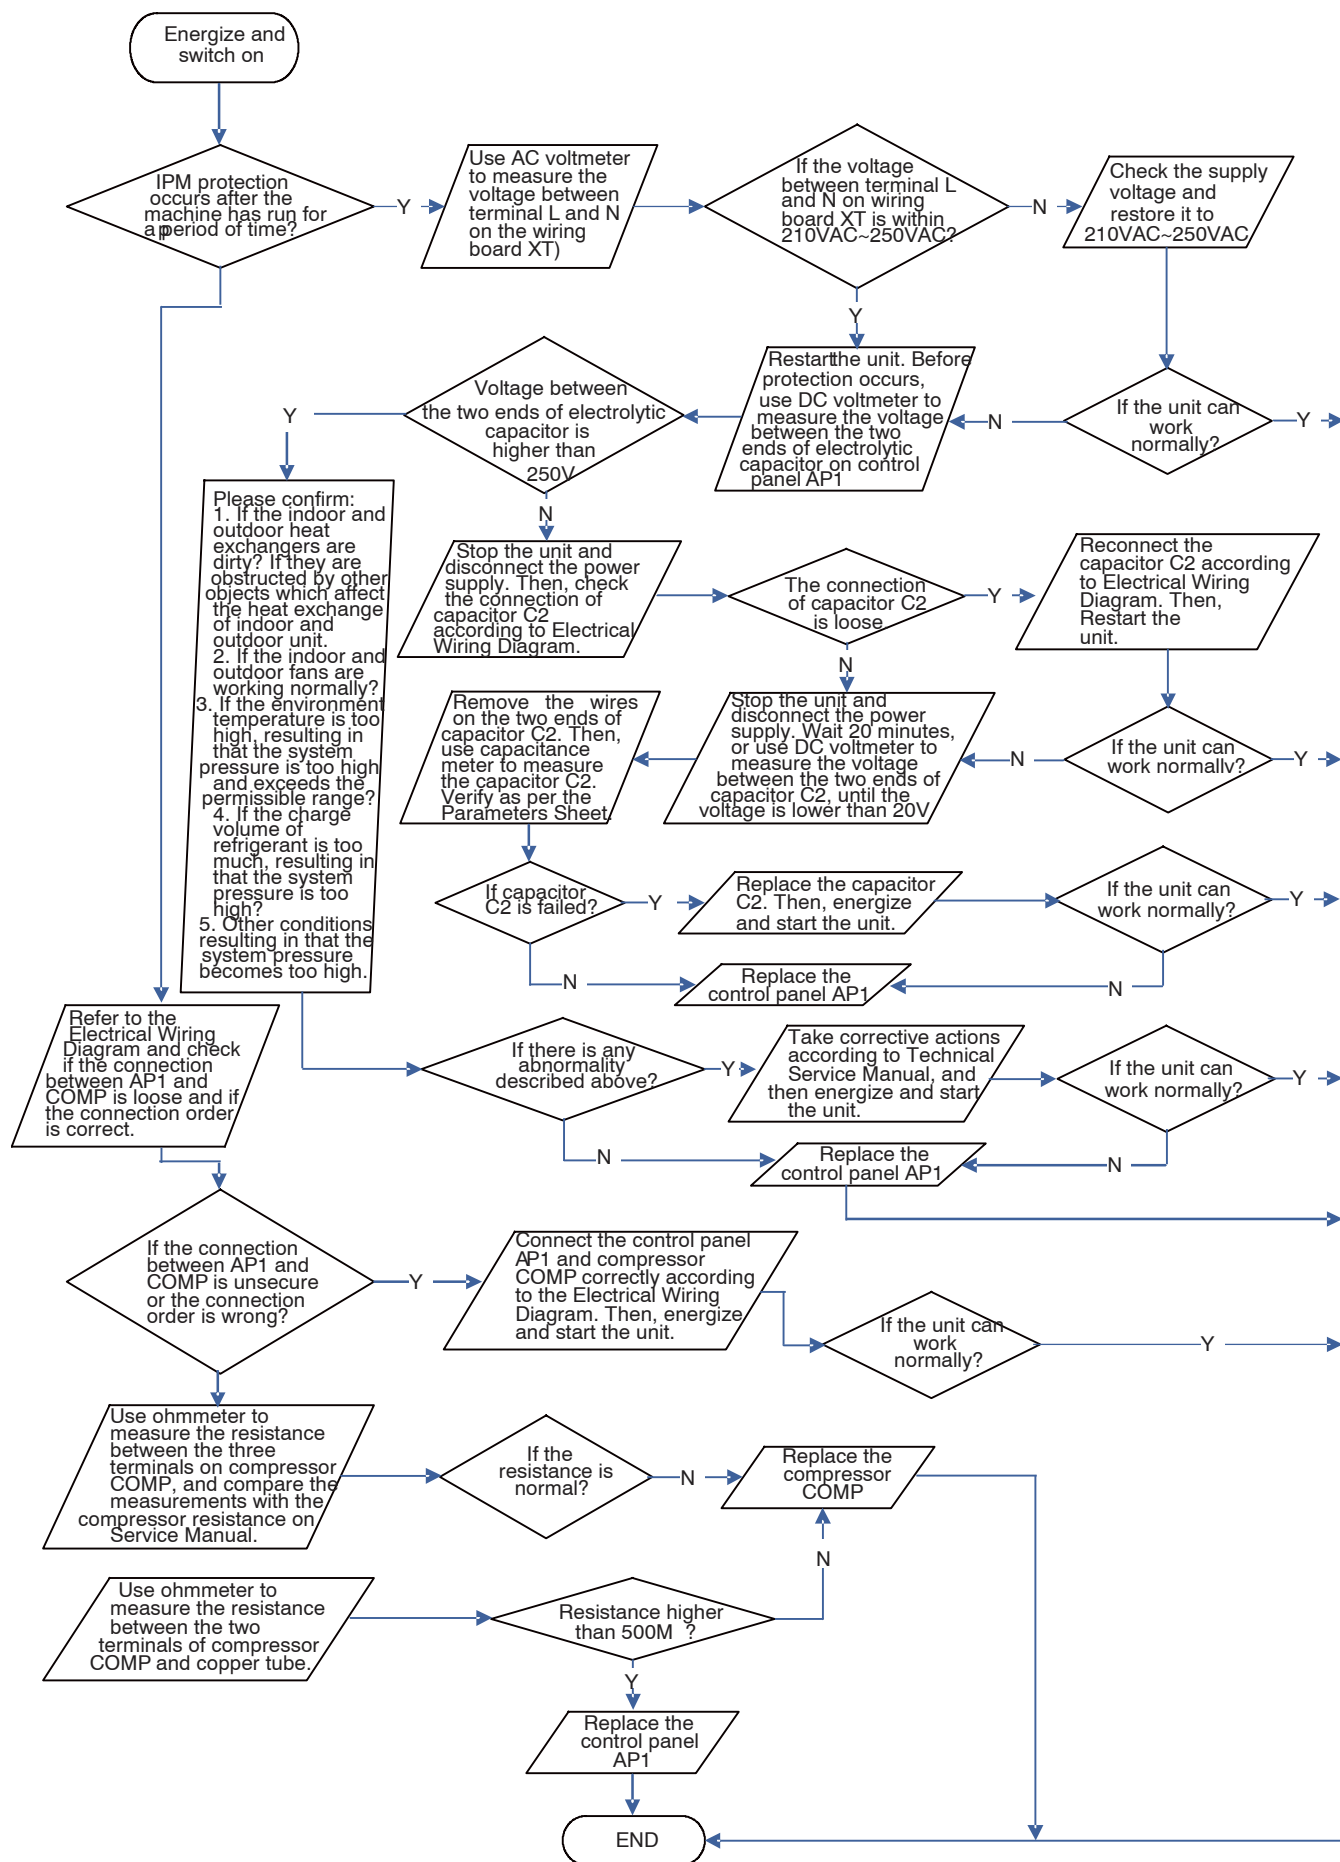 Energize and
switch on
IPM protection
occurs after the
machine has run for
a period of time?
Y
Use AC voltmeter
to measure the
voltage between
terminal L and N
on the wiring
board XT)
If the voltage
between terminal L
and N on wiring
board XT is within
210VAC~250VAC?
N
Check the supply
voltage and
restore it to
210VAC~250VAC
Y
If the unit can
work
normally?
Y
N
Restart the unit. Before
protection occurs,
use DC voltmeter to
measure the voltage
between the two
ends of electrolytic
capacitor on control
panel AP1
Voltage between
the two ends of electrolytic
capacitor is
higher than
250V
Y
N
Please confirm:
1. If the indoor and
outdoor heat
exchangers are
dirty? If they are
obstructed by other
objects which affect
the heat exchange
of indoor and
outdoor unit.
2. If the indoor and
outdoor fans are
working normally?
3. If the environment
temperature is too
high, resulting in
that the system
pressure is too high
and exceeds the
permissible range?
4. If the charge
volume of
refrigerant is too
much, resulting in
that the system
pressure is too
high?
5. Other conditions
resulting in that the
system pressure
becomes too high.
Stop the unit and
disconnect the power
supply. Then, check
the connection of
capacitor C2
according to Electrical
Wiring Diagram.
The connection
of capacitor C2
is loose
Y
N
Reconnect the
capacitor C2 according
to Electrical Wiring
Diagram. Then,
Restart the
unit.
If the unit can
work normallv?
Y
N
Stop the unit and
disconnect the power
supply. Wait 20 minutes,
or use DC voltmeter to
measure the voltage
between the two ends of
capacitor C2, until the
voltage is lower than 20V
Remove the wires
on the two ends of
capacitor C2. Then,
use capacitance
meter to measure
the capacitor C2.
Verify as per the
Parameters Sheet.
If capacitor
C2 is failed?
Y
N
Replace the capacitor
C2. Then, energize
and start the unit.
If the unit can
work normally?
Y
N
Replace the
control panel AP1
Refer to the
Electrical Wiring
Diagram and check
if the connection
between AP1 and
COMP is loose and if
the connection order
is correct.
If there is any
abnormality
described above?
Y
N
Take corrective actions
according to Technical
Service Manual, and
then energize and start
the unit.
If the unit can
work normally?
Y
N
Replace the
control panel AP1
If the connection
between AP1 and
COMP is unsecure
or the connection
order is wrong?
Y
Connect the control panel
AP1 and compressor
COMP correctly according
to the Electrical Wiring
Diagram. Then, energize
and start the unit.
If the unit can
work
normally?
Y
Use ohmmeter to
measure the resistance
between the three
terminals on compressor
COMP, and compare the
measurements with the
compressor resistance on
Service Manual.
If the
resistance is
normal?
N
Replace the
compressor
COMP
N
Use ohmmeter to
measure the resistance
between the two
terminals of compressor
COMP and copper tube.
Resistance higher
than 500M ?
Y
Replace the
control panel
AP1
END